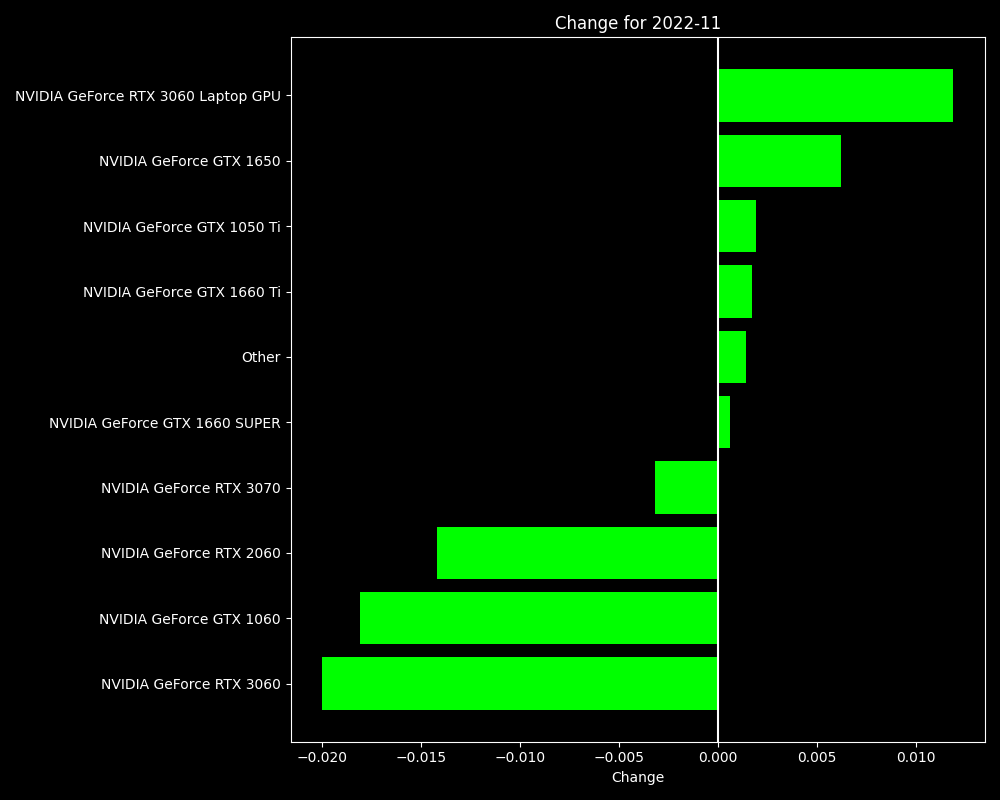 Change for 2022-11
NVIDIA GeForce RTX 3060 Laptop GPU
NVIDIA GeForce GTX 1650
NVIDIA GeForce GTX 1050 Ti
NVIDIA GeForce GTX 1660 Ti
Other
NVIDIA GeForce GTX 1660 SUPER
NVIDIA GeForce RTX 3070
NVIDIA GeForce RTX 2060
NVIDIA GeForce GTX 1060
NVIDIA GeForce RTX 3060
−0.020 −0.015 −0.010 −0.005 0.000 0.005 0.010
Change